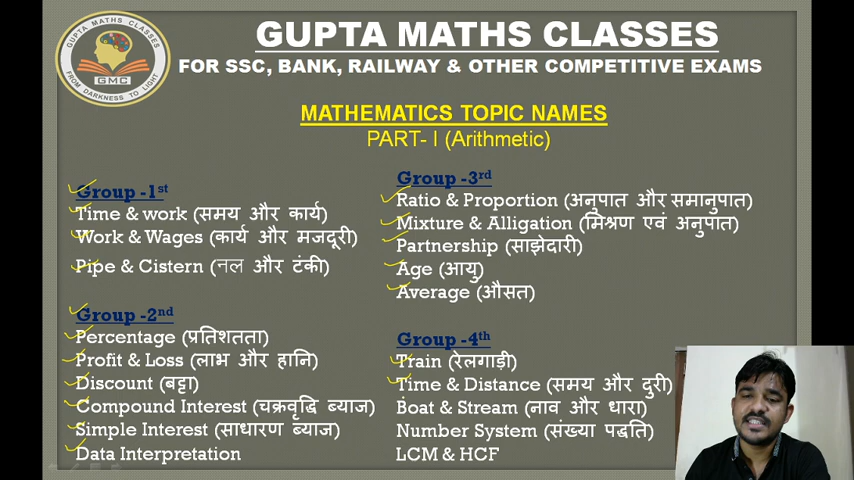 GUPTA MATHS CLASSES
FROM DARKNESS TO LIGHT
GMC
GUPTA MATHS CLASSES
FOR SSC, BANK, RAILWAY & OTHER COMPETITIVE EXAMS
MATHEMATICS TOPIC NAMES
PART- I (Arithmetic)
Group -1st
Time & work (समय और कार्य)
Work & Wages (कार्य और मजदूरी)
Pipe & Cistern (नल और टंकी)
Group -2nd
Percentage (प्रतिशतता)
Profit & Loss (लाभ और हानि)
Discount (बट्टा)
Compound Interest (चक्रवृद्धि ब्याज)
Simple Interest (साधारण ब्याज)
Data Interpretation
Group -3rd
Ratio & Proportion (अनुपात और समानुपात)
Mixture & Alligation (मिश्रण एवं अनुपात)
Partnership (साझेदारी)
Age (आयु)
Average (औसत)
Group -4th
Train (रेलगाड़ी)
Time & Distance (समय और दुरी)
Boat & Stream (नाव और धारा)
Number System (संख्या पद्धति)
LCM & HCF